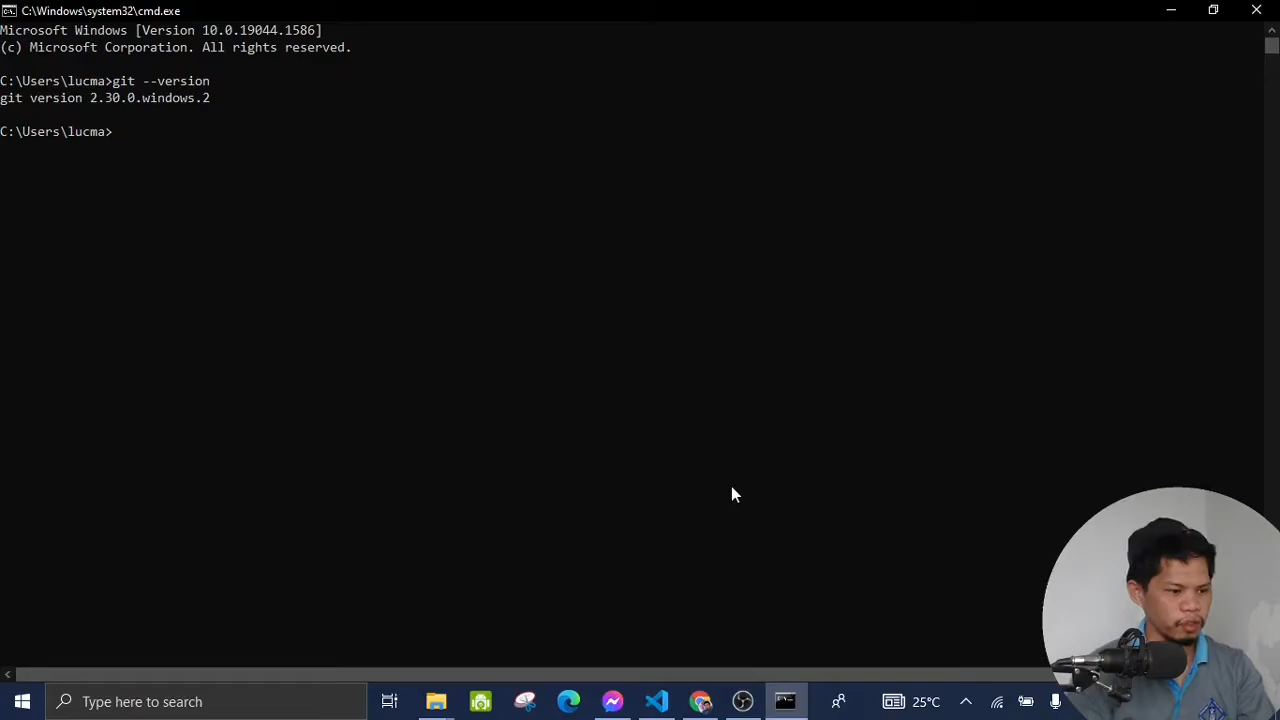 C:\Windows\system32\cmd.exe
Microsoft Windows [Version 10.0.19044.1586]
(c) Microsoft Corporation. All rights reserved.
C:\Users\lucma>git --version
git version 2.30.0.windows.2
C:\Users\lucma>
Type here to search
25°C